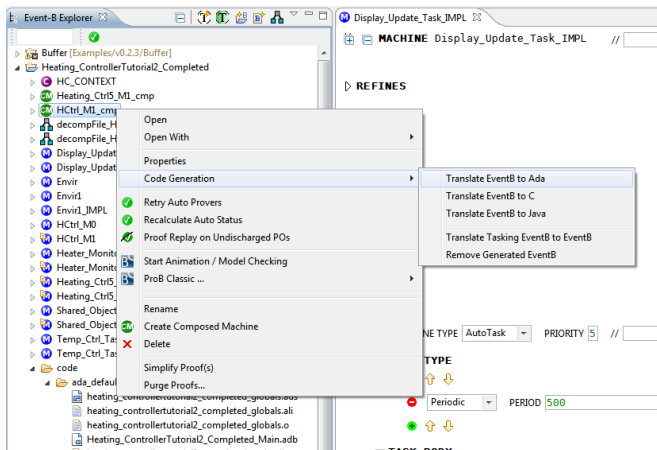 Event-B Explorer
Buffer [Examples/v0.2.3/Buffer]
Heating_ControllerTutorial2_Completed
HC_CONTEXT
Heating_Ctrl5_M1_cmp
HCtrl_M1_cmp
decompFile_H
decompFile_H
Display_Updat
Display_Updat
Envir
Envir1
Envir1_IMPL
HCtrl_M0
HCtrl_M1
Heater_Monito
Heater_Monito
Heating_Ctrl5_
Heating_Ctrl5_
Shared_Object
Shared_Object
Temp_Ctrl_Tas
Temp_Ctrl_Tas
code
ada_defaul
heating_controllertutorial2_completed_globals.ads
heating_controllertutorial2_completed_globals.ali
heating_controllertutorial2_completed_globals.o
Heating_ControllerTutorial2_Completed_Main.adb
Open
Open With
Properties
Code Generation
Retry Auto Provers
Recalculate Auto Status
Proof Replay on Undischarged POs
Start Animation / Model Checking
ProB Classic ...
Rename
Create Composed Machine
Delete
Simplify Proof(s)
Purge Proofs...
Translate EventB to Ada
Translate EventB to C
Translate EventB to Java
Translate Tasking EventB to EventB
Remove Generated EventB
Display_Update_Task_IMPL
MACHINE Display_Update_Task_IMPL //
REFINES
NE TYPE AutoTask PRIORITY 5 //
TYPE
Periodic PERIOD 500
TASK BODY